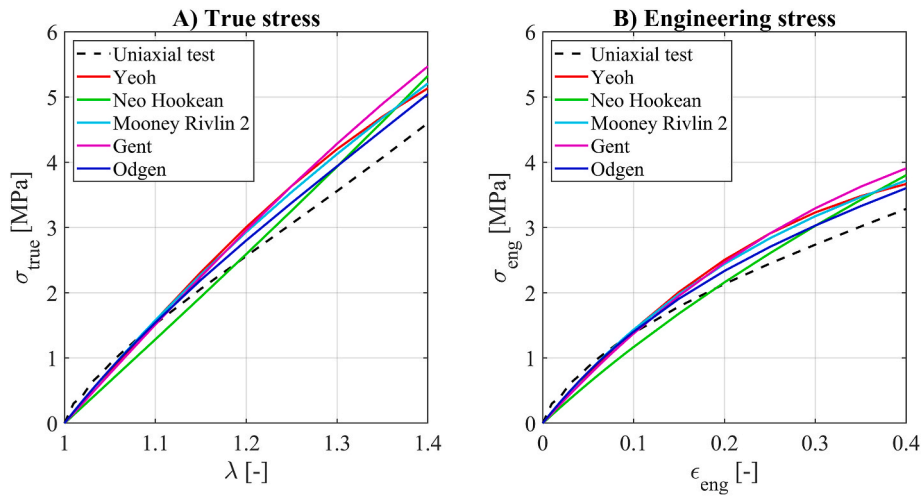 A) True stress
6
5
4
3
2
1
0
σtrue [MPa]
Uniaxial test
Yeoh
Neo Hookean
Mooney Rivlin 2
Gent
Odgen
1 1.1 1.2 1.3 1.4
λ [-]
B) Engineering stress
6
5
4
3
2
1
0
σeng [MPa]
Uniaxial test
Yeoh
Neo Hookean
Mooney Rivlin 2
Gent
Odgen
0 0.1 0.2 0.3 0.4
ϵeng [-]